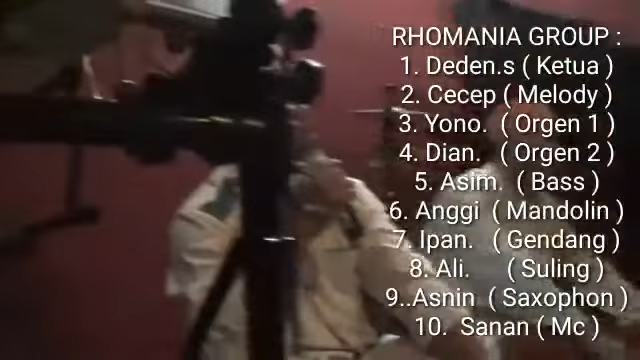 RHOMANIA GROUP :
1. Deden.s ( Ketua )
2. Cecep ( Melody )
3. Yono. ( Orgen 1 )
4. Dian. ( Orgen 2 )
5. Asim. ( Bass )
6. Anggi ( Mandolin )
7. Ipan. ( Gendang )
8. Ali. ( Suling )
9..Asnin ( Saxophon )
10. Sanan ( Mc )